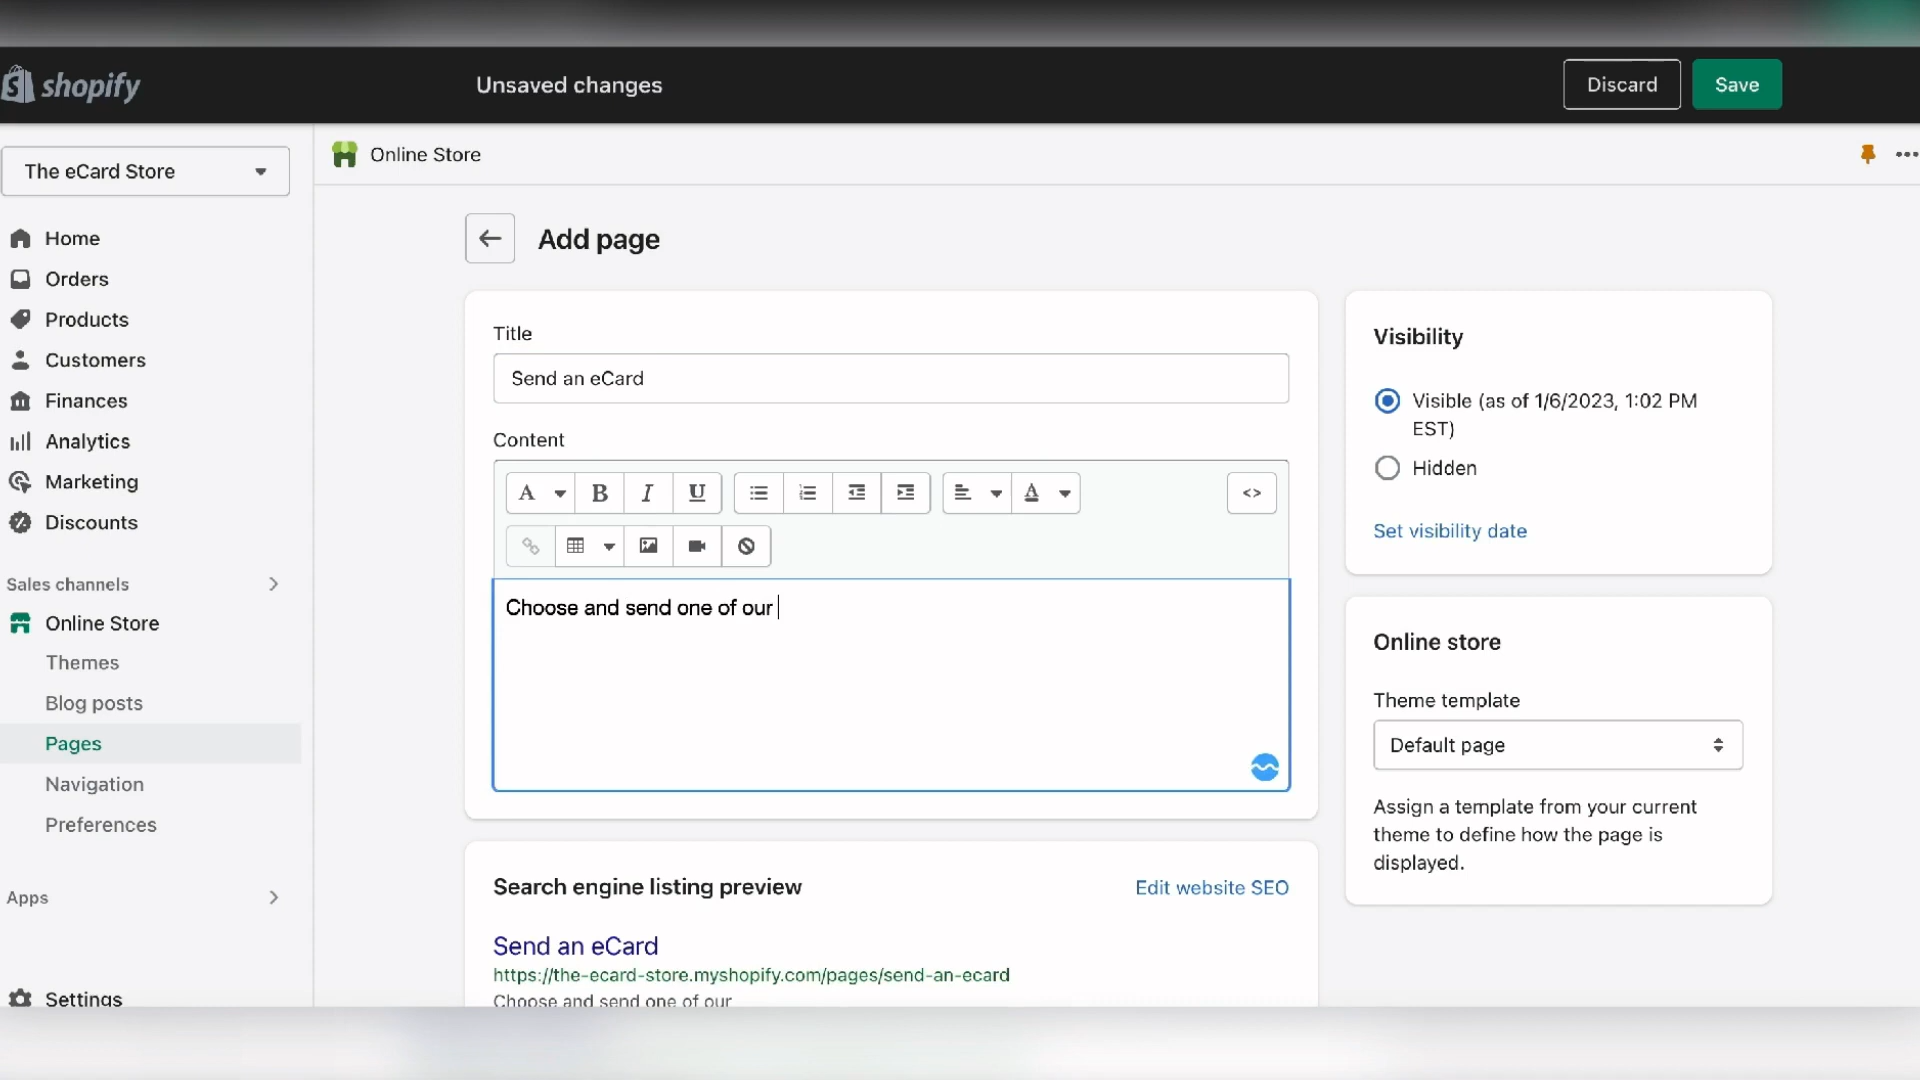 shopify
Unsaved changes
Discard
Save
The eCard Store
Online Store
Home
Orders
Products
Customers
Finances
Analytics
Marketing
Discounts
Sales channels
Online Store
Themes
Blog posts
Pages
Navigation
Preferences
Apps
Settings
Add page
Title
Send an eCard
Content
A
B
I
U
A
<>
Choose and send one of our
Search engine listing preview
Edit website SEO
Send an eCard
https://the-ecard-store.myshopify.com/pages/send-an-ecard
Choose and send one of our
Visibility
Visible (as of 1/6/2023, 1:02 PM
EST)
Hidden
Set visibility date
Online store
Theme template
Default page
Assign a template from your current
theme to define how the page is
displayed.